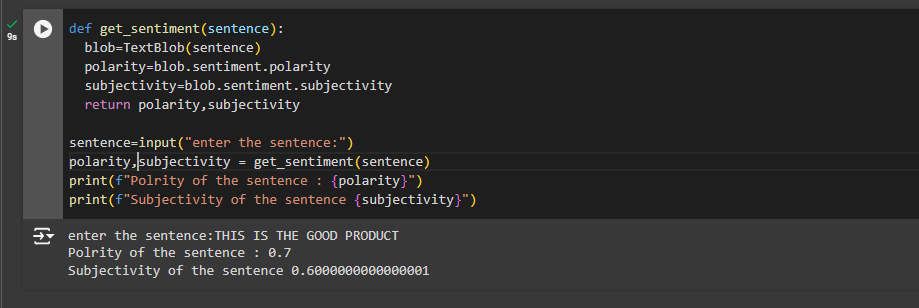 def get_sentiment(sentence):
  blob=TextBlob(sentence)
  polarity=blob.sentiment.polarity
  subjectivity=blob.sentiment.subjectivity
  return polarity,subjectivity

sentence=input("enter the sentence:")
polarity,subjectivity = get_sentiment(sentence)
print(f"Polrity of the sentence : {polarity}")
print(f"Subjectivity of the sentence {subjectivity}")
9s
enter the sentence:THIS IS THE GOOD PRODUCT
Polrity of the sentence : 0.7
Subjectivity of the sentence 0.6000000000000001